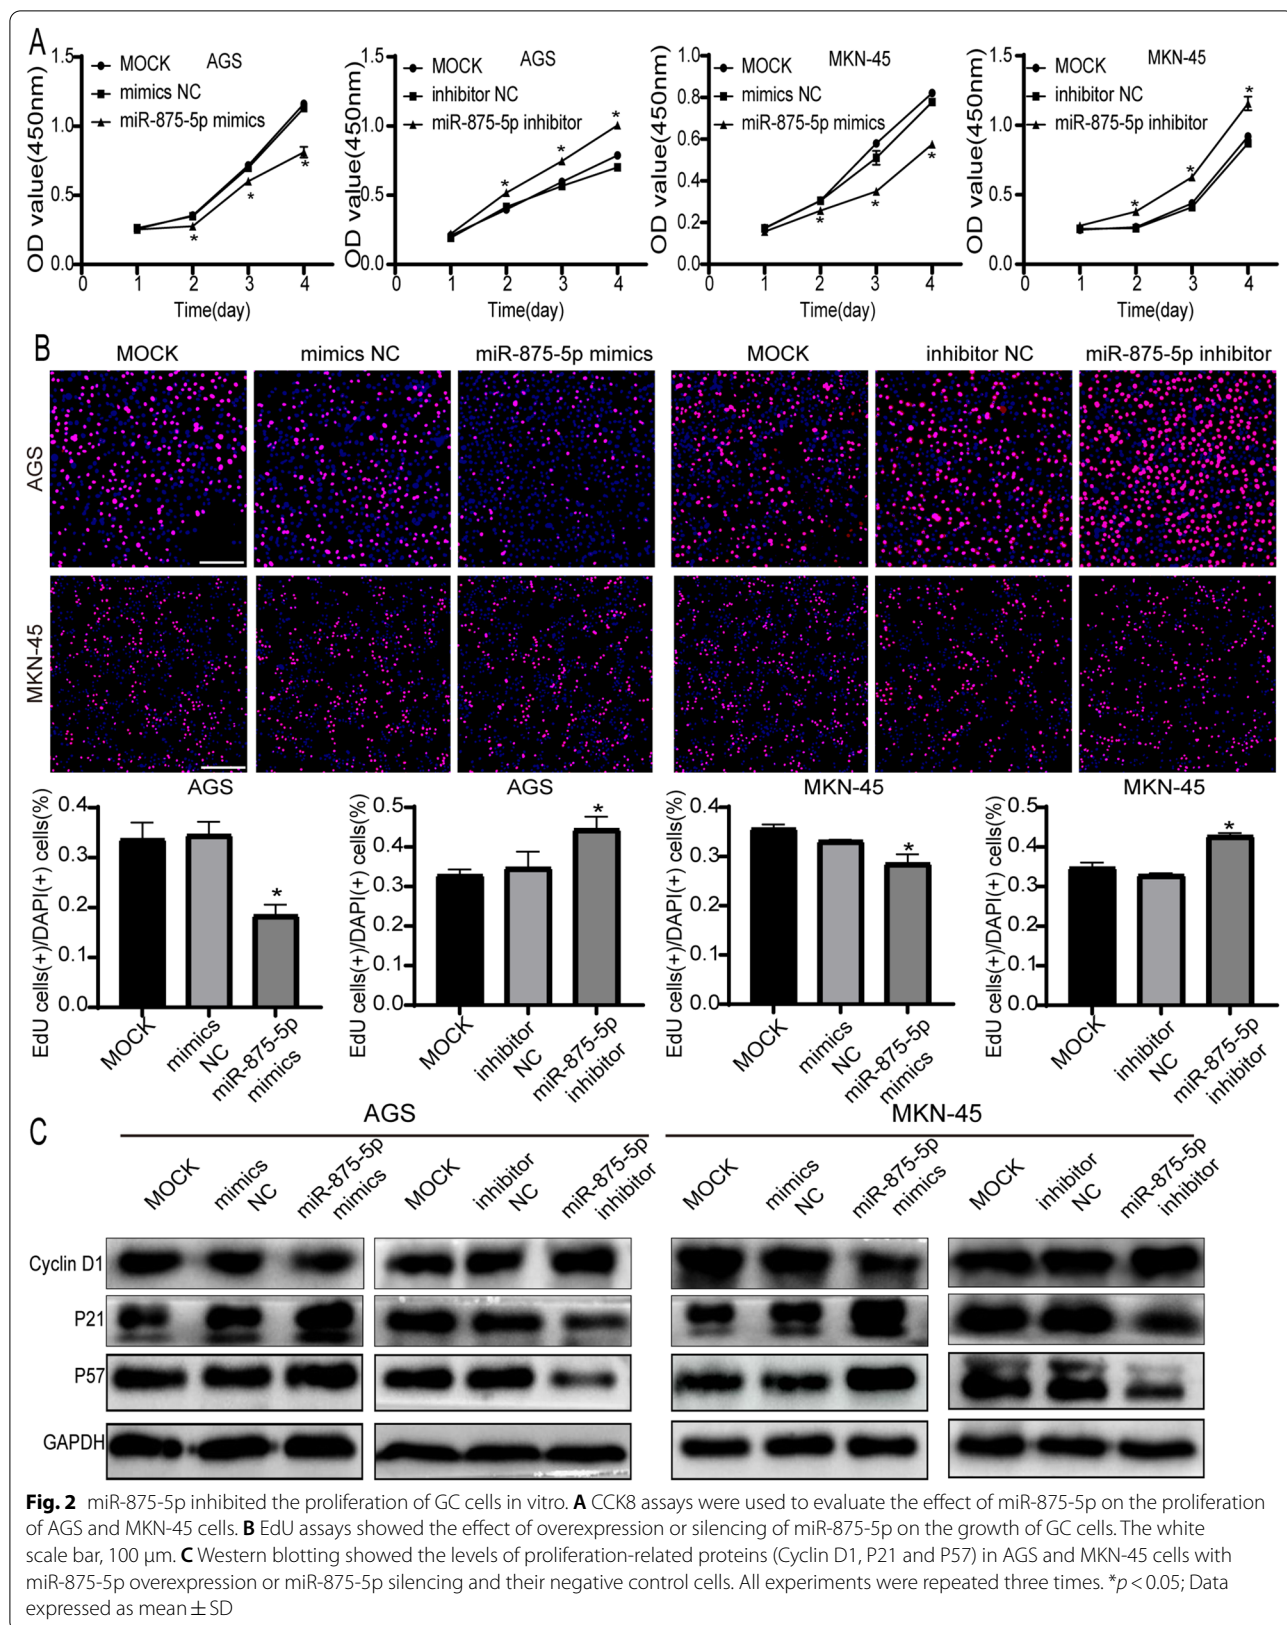 A
AGS
1.5
1.0
0.5
0.0
OD value(450nm)
MOCK
mimics NC
miR-875-5p mimics
*
*
*
0 1 2 3 4
Time(day)
AGS
1.5
1.0
0.5
0.0
OD value(450nm)
MOCK
inhibitor NC
miR-875-5p inhibitor
*
*
*
0 1 2 3 4
Time(day)
MKN-45
1.0
0.8
0.6
0.4
0.2
0.0
OD value(450nm)
MOCK
mimics NC
miR-875-5p mimics
*
*
*
0 1 2 3 4
Time(day)
MKN-45
1.5
1.0
0.5
0.0
OD value(450nm)
MOCK
inhibitor NC
miR-875-5p inhibitor
*
*
*
0 1 2 3 4
Time(day)
B
MOCK mimics NC miR-875-5p mimics MOCK inhibitor NC miR-875-5p inhibitor
AGS
MKN-45
AGS
0.4
0.3
0.2
0.1
0.0
EdU cells(+)/DAPI(+) cells(%)
*
MOCK
mimics
NC
miR-875-5p
mimics
AGS
0.5
0.4
0.3
0.2
0.1
0.0
EdU cells(+)/DAPI(+) cells(%)
*
MOCK
inhibitor
NC
miR-875-5p
inhibitor
MKN-45
0.4
0.3
0.2
0.1
0.0
EdU cells(+)/DAPI(+) cells(%)
*
MOCK
mimics
NC
miR-875-5p
mimics
MKN-45
0.5
0.4
0.3
0.2
0.1
0.0
EdU cells(+)/DAPI(+) cells(%)
*
MOCK
inhibitor
NC
miR-875-5p
inhibitor
C
AGS
MKN-45
MOCK
mimics
NC
miR-875-5p
mimics
MOCK
inhibitor
NC
miR-875-5p
inhibitor
MOCK
mimics
NC
miR-875-5p
mimics
MOCK
inhibitor
NC
miR-875-5p
inhibitor
Cyclin D1
P21
P57
GAPDH
Fig. 2 miR-875-5p inhibited the proliferation of GC cells in vitro. A CCK8 assays were used to evaluate the effect of miR-875-5p on the proliferation
of AGS and MKN-45 cells. B EdU assays showed the effect of overexpression or silencing of miR-875-5p on the growth of GC cells. The white
scale bar, 100 μm. C Western blotting showed the levels of proliferation-related proteins (Cyclin D1, P21 and P57) in AGS and MKN-45 cells with
miR-875-5p overexpression or miR-875-5p silencing and their negative control cells. All experiments were repeated three times. *p < 0.05; Data
expressed as mean ± SD